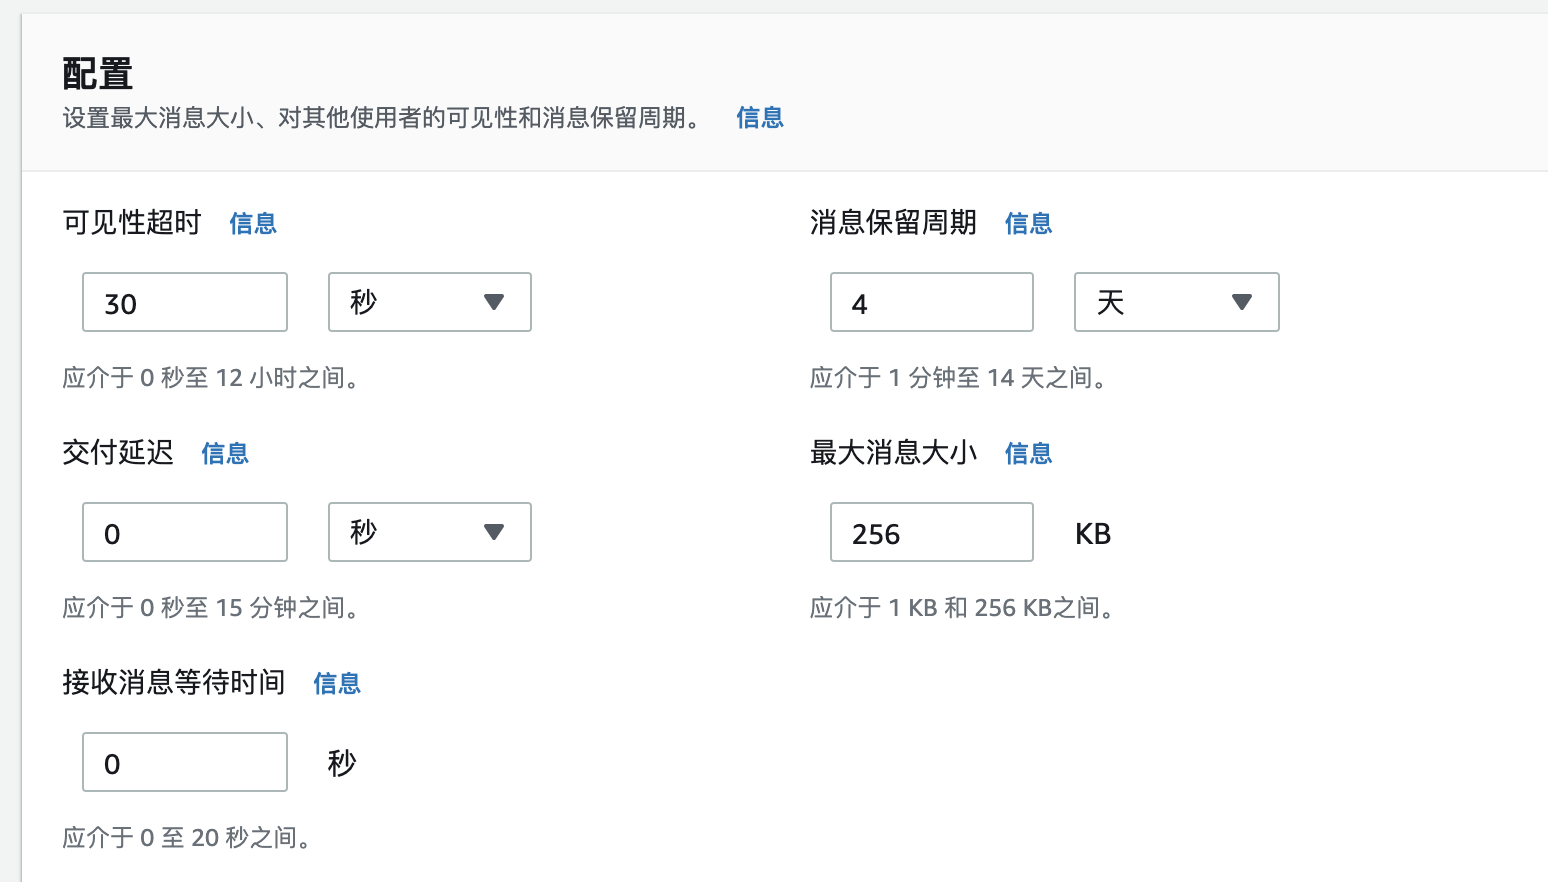 配置
设置最大消息大小、对其他使用者的可见性和消息保留周期。 信息
可见性超时 信息
30 秒
应介于 0 秒至 12 小时之间。
消息保留周期 信息
4 天
应介于 1 分钟至 14 天之间。
交付延迟 信息
0 秒
应介于 0 秒至 15 分钟之间。
最大消息大小 信息
256 KB
应介于 1 KB 和 256 KB之间。
接收消息等待时间 信息
0 秒
应介于 0 至 20 秒之间。